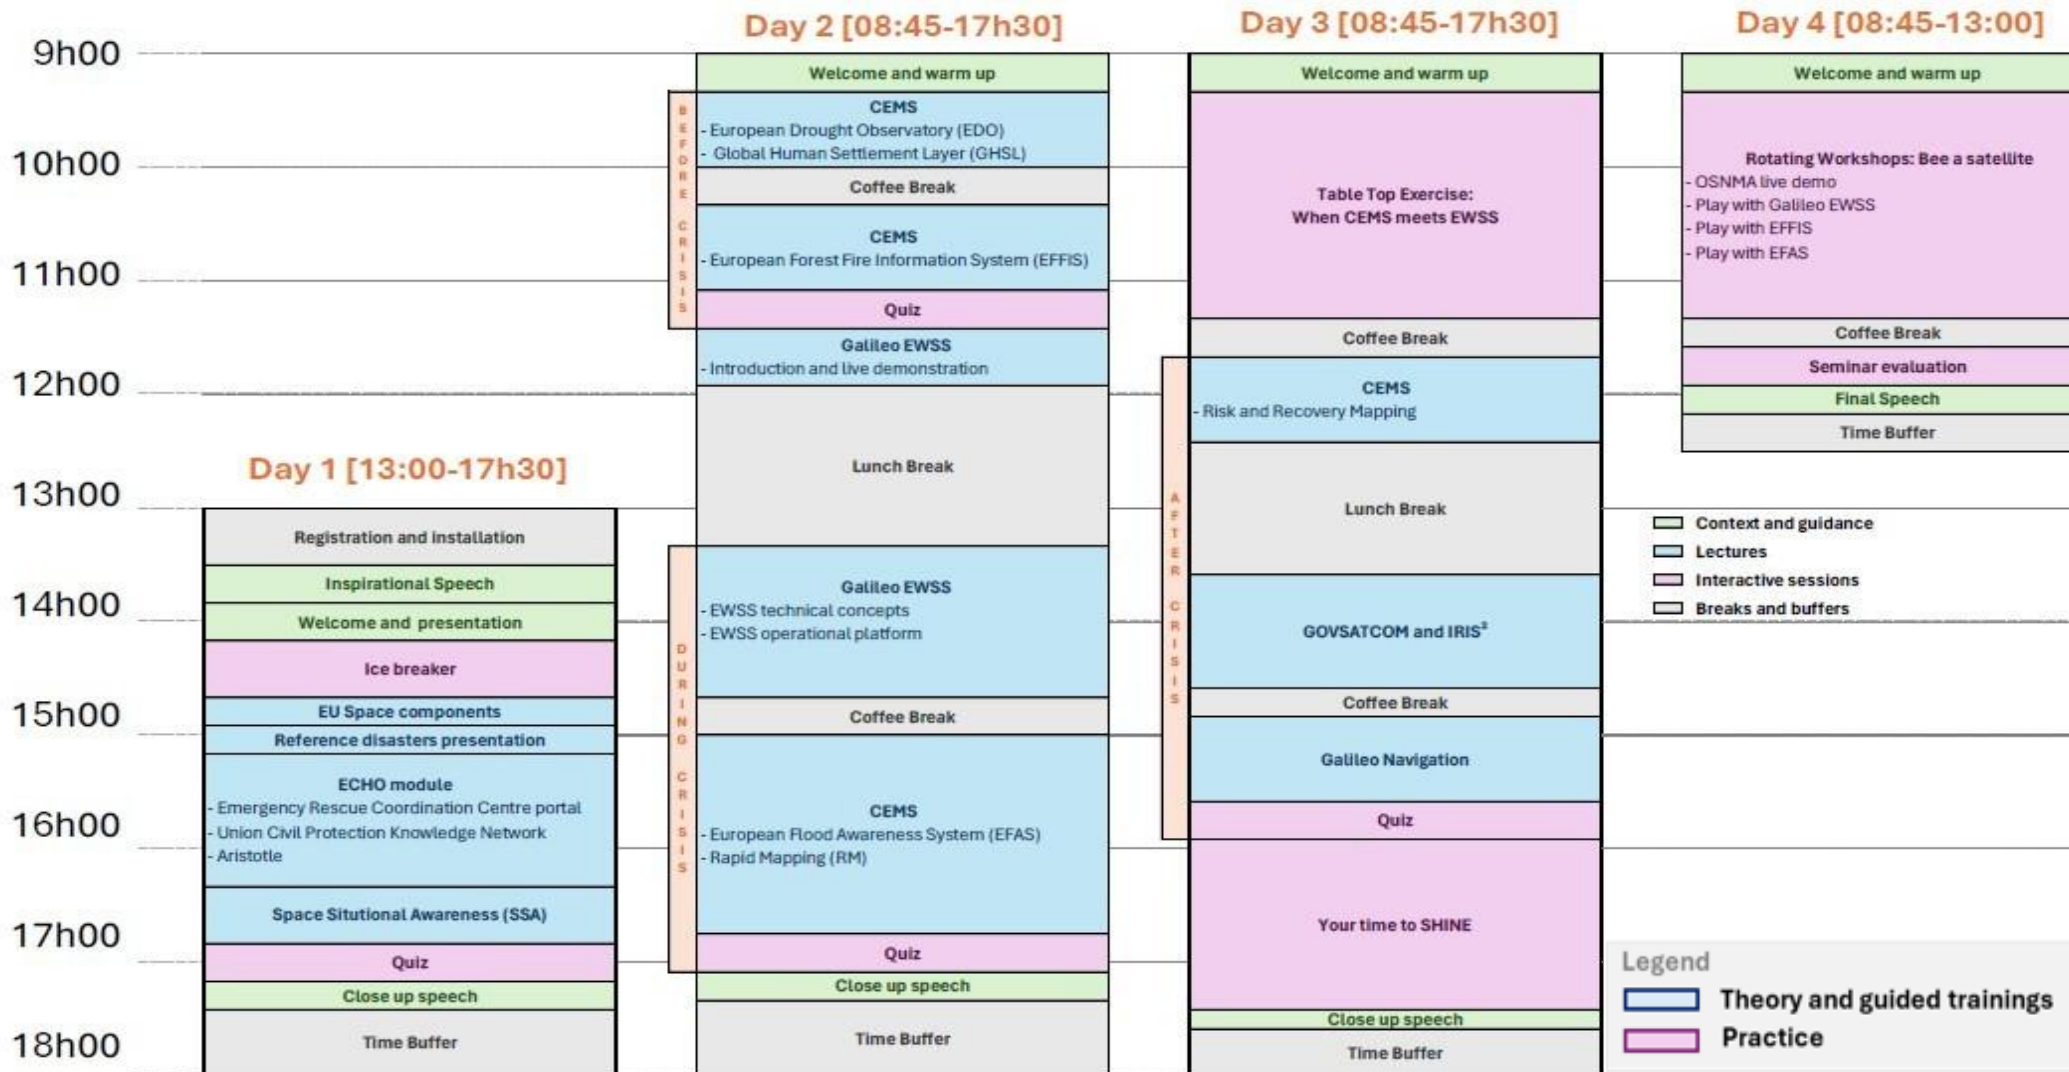 9h00
10h00
11h00
12h00
13h00
14h00
15h00
16h00
17h00
18h00
Day 1 [13:00-17h30]
Registration and installation
Inspirational Speech
Welcome and presentation
Ice breaker
EU Space components
Reference disasters presentation
ECHO module
- Emergency Rescue Coordination Centre portal
- Union Civil Protection Knowledge Network
- Aristotle
Space Situtional Awareness (SSA)
Quiz
Close up speech
Time Buffer
Day 2 [08:45-17h30]
BEFORE CRISIS
Welcome and warm up
CEMS
- European Drought Observatory (EDO)
- Global Human Settlement Layer (GHSL)
Coffee Break
CEMS
- European Forest Fire Information System (EFFIS)
Quiz
Galileo EWSS
- Introduction and live demonstration
Lunch Break
DURING CRISIS
Galileo EWSS
- EWSS technical concepts
- EWSS operational platform
Coffee Break
CEMS
- European Flood Awareness System (EFAS)
- Rapid Mapping (RM)
Quiz
Close up speech
Time Buffer
Day 3 [08:45-17h30]
Welcome and warm up
Table Top Exercise:
When CEMS meets EWSS
Coffee Break
AFTER CRISIS
CEMS
- Risk and Recovery Mapping
Lunch Break
GOVSATCOM and IRIS²
Coffee Break
Galileo Navigation
Quiz
Your time to SHINE
Close up speech
Time Buffer
Day 4 [08:45-13:00]
Welcome and warm up
Rotating Workshops: Bee a satellite
- OSNMA live demo
- Play with Galileo EWSS
- Play with EFFIS
- Play with EFAS
Coffee Break
Seminar evaluation
Final Speech
Time Buffer
Context and guidance
Lectures
Interactive sessions
Breaks and buffers
Legend
Theory and guided trainings
Practice